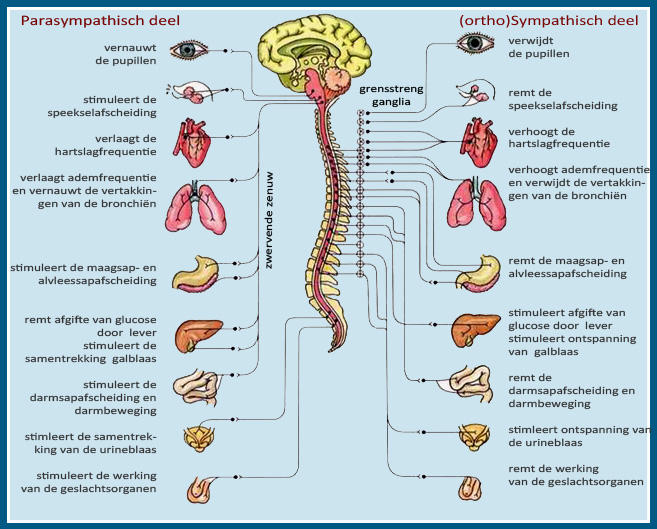 Parasympathisch deel
vernauwt
de pupillen
stimuleert de
speekselafscheiding
verlaagt de
hartslagfrequentie
verlaagt ademfrequentie
en vernauwt de vertakkin-
gen van de bronchiën
stimuleert de maagsap- en
alvleessapafscheiding
remt afgifte van glucose
door lever
stimuleert de
samentrekking galblaas
stimuleert de
darmsapafscheiding en
darmbeweging
stimleert de samentrek-
king van de urineblaas
stimuleert de werking
van de geslachtsorganen
zwervende zenuw
grensstreng
ganglia
(ortho)Sympathisch deel
verwijdt
de pupillen
remt de
speekselafscheiding
verhoogt de
hartslagfrequentie
verhoogt ademfrequentie
en verwijdt de vertakkin-
gen van de bronchiën
remt de maagsap- en
alvleessapafscheiding
stimuleert afgifte van
glucose door lever
stimuleert ontspanning
van galblaas
remt de
darmsapafscheiding en
darmbeweging
stimleert ontspanning van
de urineblaas
remt de werking
van de geslachtsorganen